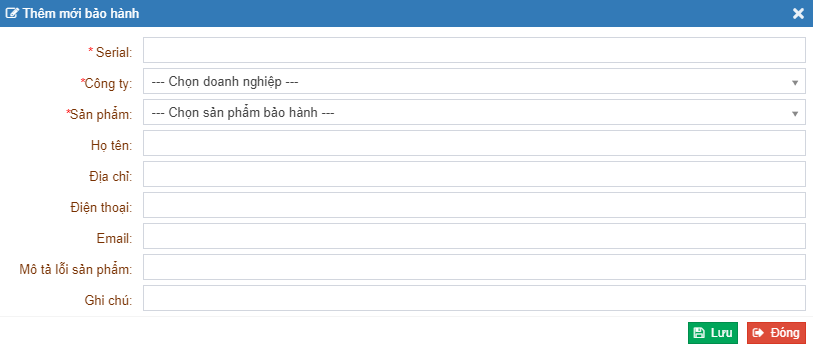 Thêm mới bảo hành
* Serial:
*Công ty: --- Chọn doanh nghiệp ---
*Sản phẩm: --- Chọn sản phẩm bảo hành ---
Họ tên:
Địa chỉ:
Điện thoại:
Email:
Mô tả lỗi sản phẩm:
Ghi chú:
Lưu Đóng